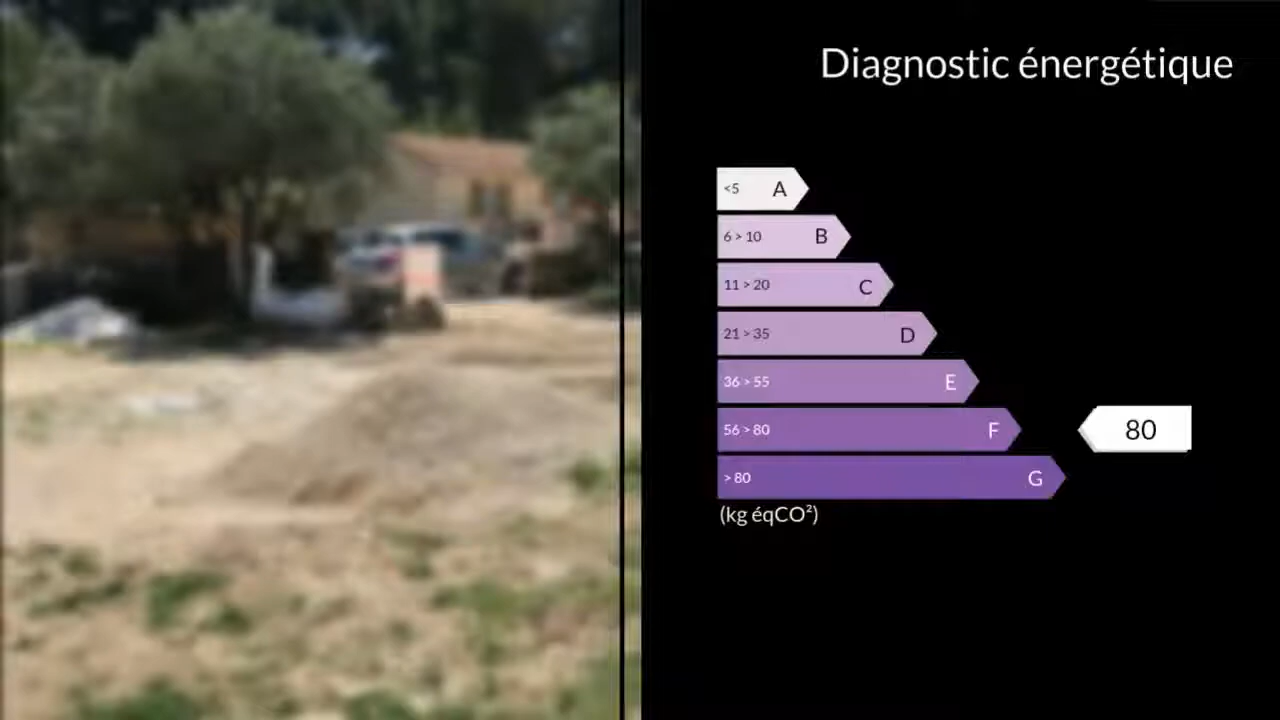 Diagnostic énergétique
<5 A
6 > 10 B
11 > 20 C
21 > 35 D
36 > 55 E
56 > 80 F
80
> 80 G
(kg éqCO²)